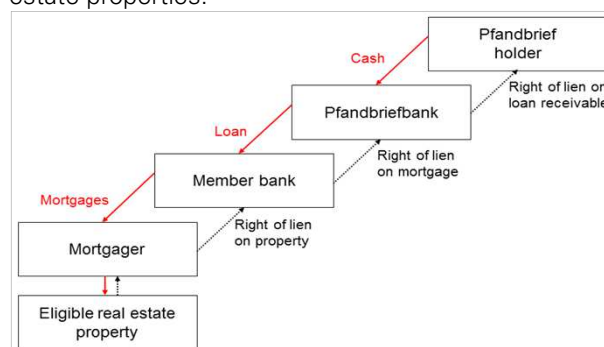 estate properties.
Pfandbrief
holder
Cash
Right of lien on
loan receivable
Pfandbriefbank
Loan
Right of lien
on mortgage
Member bank
Mortgages
Right of lien
on property
Mortgager
Eligible real estate
property